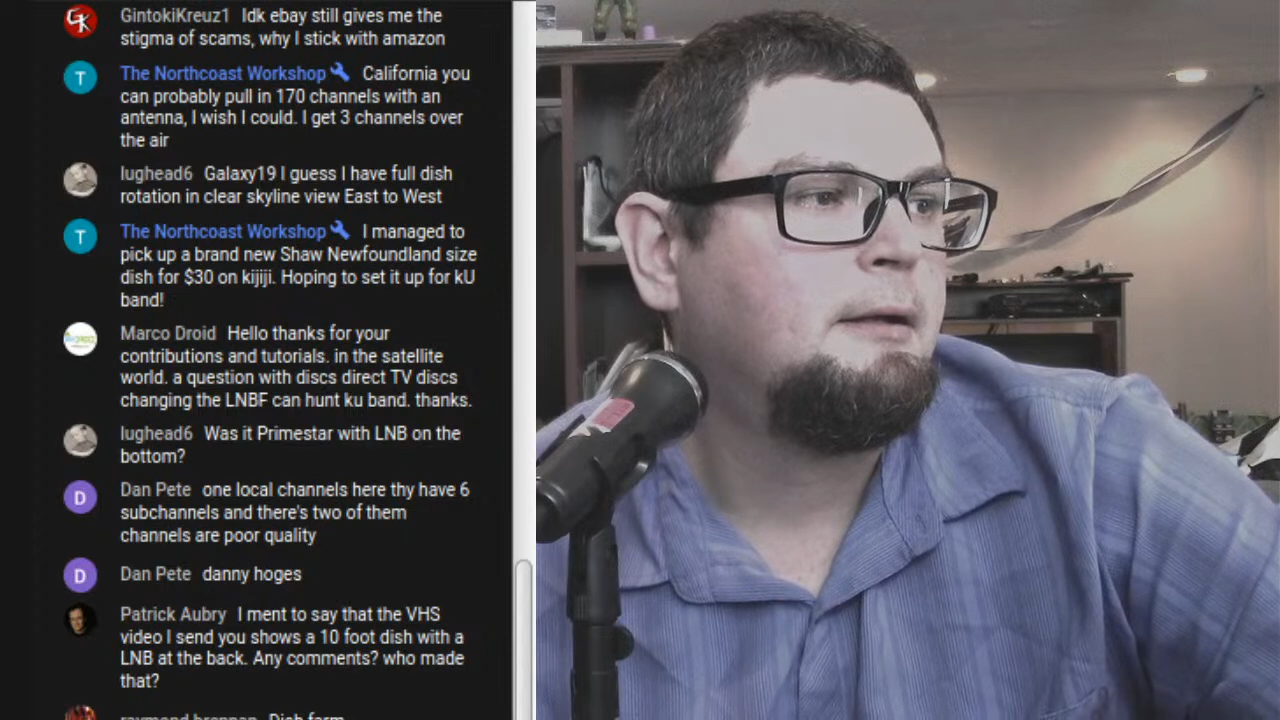 GintokiKreuz1 Idk ebay still gives me the
stigma of scams, why I stick with amazon
T
The Northcoast Workshop California you
can probably pull in 170 channels with an
antenna, I wish I could. I get 3 channels over
the air
lughead6 Galaxy19 I guess I have full dish
rotation in clear skyline view East to West
T
The Northcoast Workshop I managed to
pick up a brand new Shaw Newfoundland size
dish for $30 on kijiji. Hoping to set it up for kU
band!
Marco Droid Hello thanks for your
contributions and tutorials. in the satellite
world. a question with discs direct TV discs
changing the LNBF can hunt ku band. thanks.
lughead6 Was it Primestar with LNB on the
bottom?
D
Dan Pete one local channels here thy have 6
subchannels and there's two of them
channels are poor quality
D
Dan Pete danny hoges
Patrick Aubry I ment to say that the VHS
video I send you shows a 10 foot dish with a
LNB at the back. Any comments? who made
that?
raymond brennan Dish farm